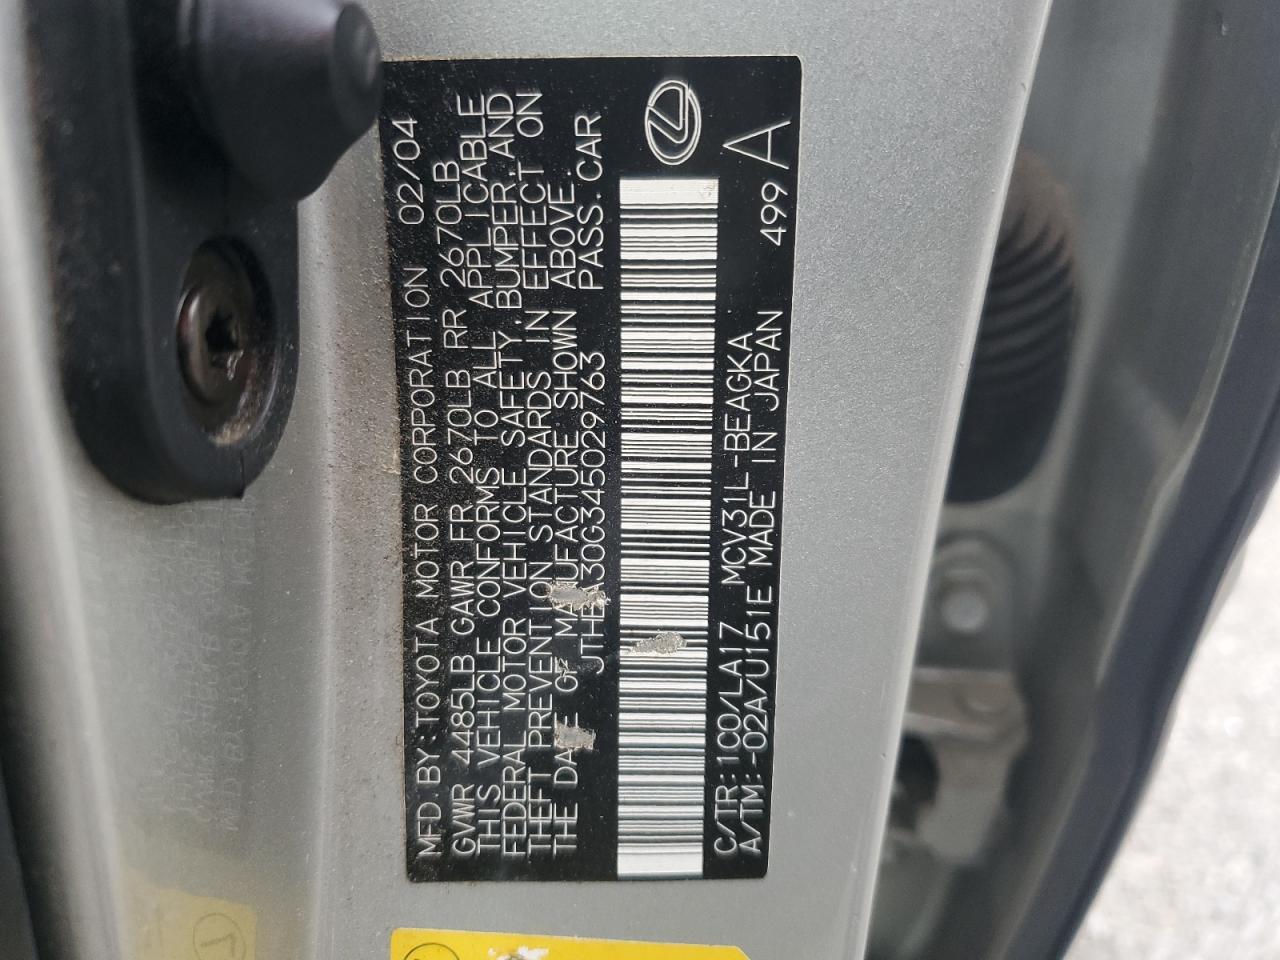 MFD. BY: TOYOTA MOTOR CORPORATION 02/04
GVWR 4485LB GAWR FR 2670LB RR 2670LB
THIS VEHICLE CONFORMS TO ALL APPLICABLE
FEDERAL MOTOR VEHICLE SAFETY, BUMPER, AND
THEFT PREVENTION STANDARDS IN EFFECT ON
THE DATE OF MANUFACTURE SHOWN ABOVE.
30G345029763 PASS. CAR
C/TR: 1C0/LA17 MCV31L-BEAGKA
A/TM: -02A/U151E MADE IN JAPAN 499 A